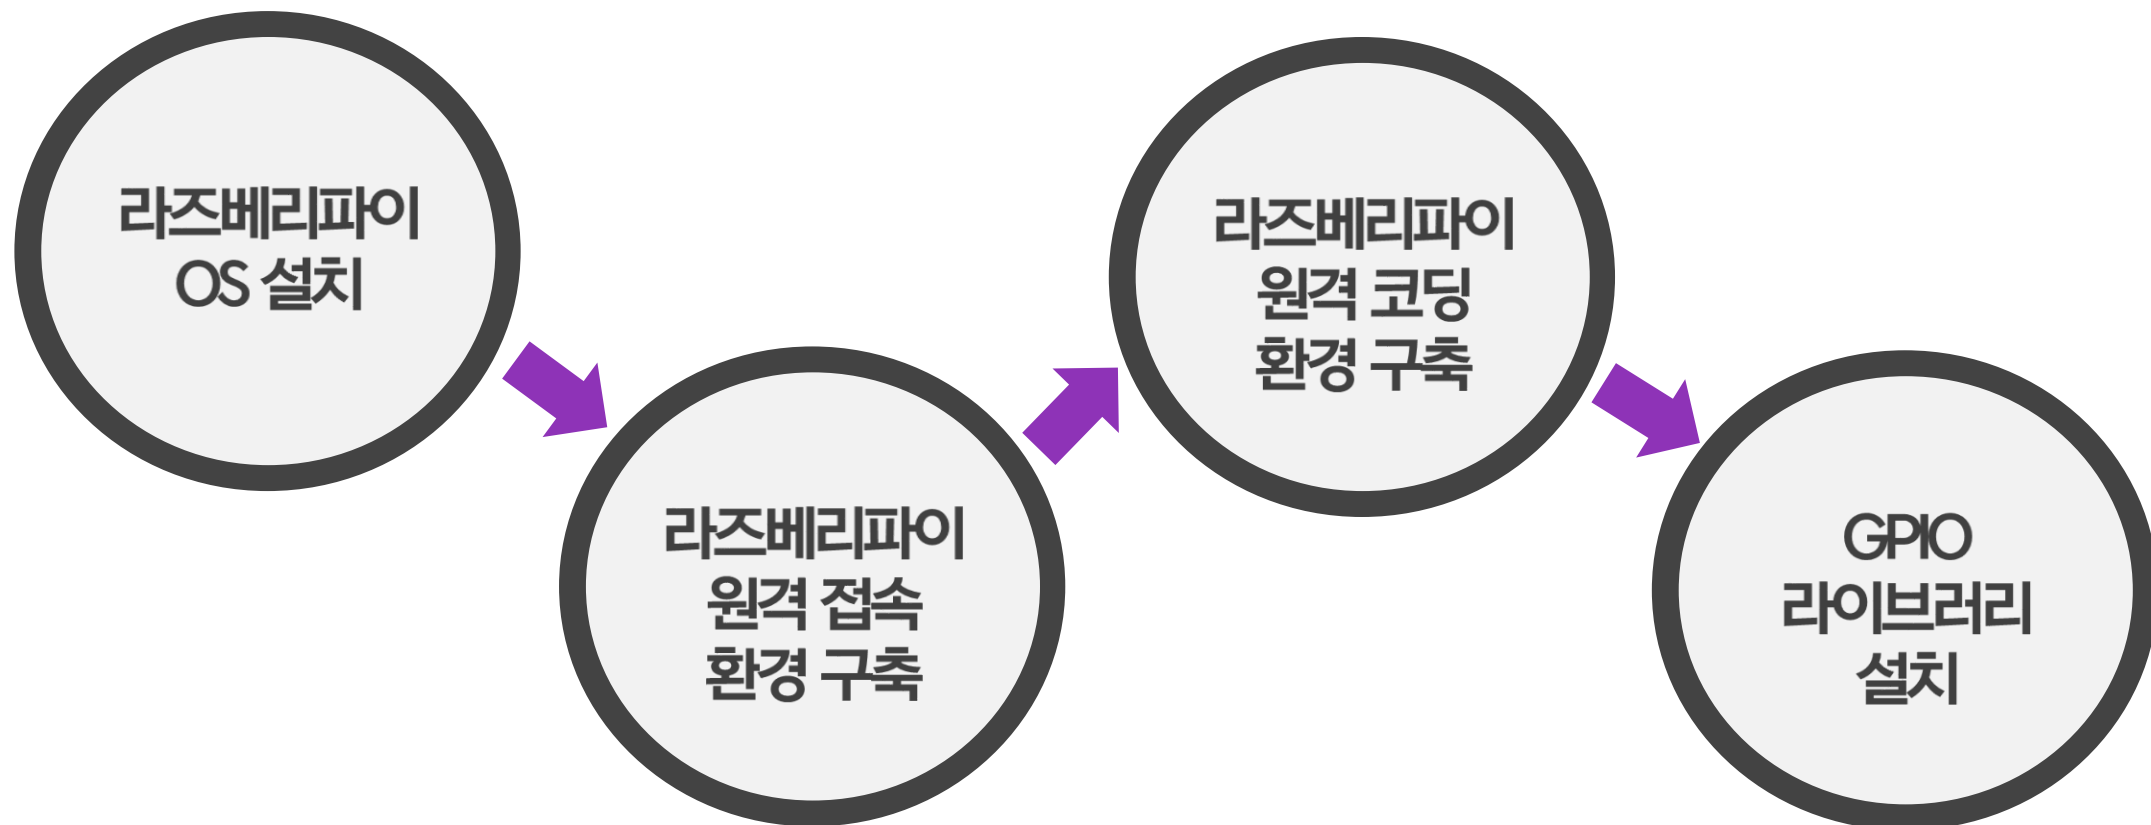 라즈베리파이
OS 설치
라즈베리파이
원격 접속
환경 구축
라즈베리파이
원격 코딩
환경 구축
GPIO
라이브러리
설치